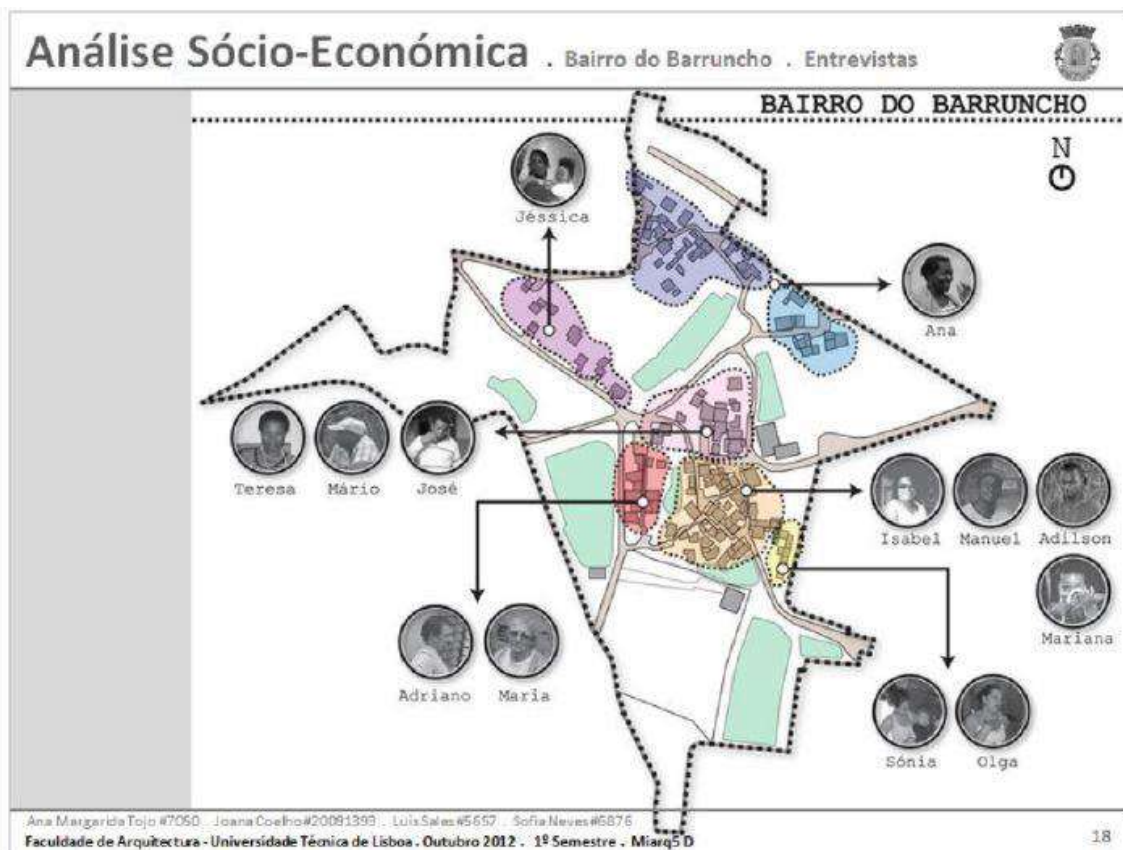 Análise Sócio-Económica . Bairro do Barruncho . Entrevistas
BAIRRO DO BARRUNCHO
N
Jéssica
Ana
Teresa Mário José
Isabel Manuel Adilson
Mariana
Adriano Maria
Sónia Olga
Ana Margarida Tojo #7050 . Joana Coelho #20091393 . Luis Sales #5657 . Sofia Neves #6876
Faculdade de Arquitectura - Universidade Técnica de Lisboa . Outubro 2012 . 1º Semestre . Miarq5 D
18